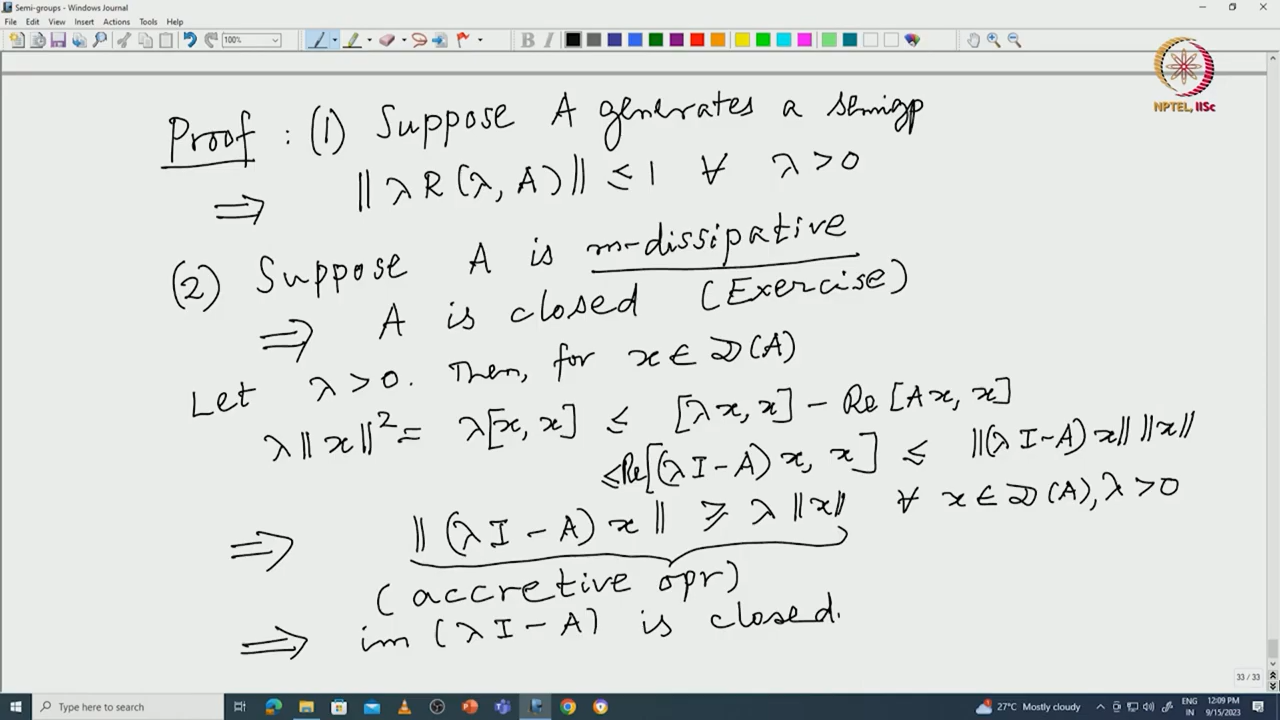 Semi-groups - Windows Journal
File Edit View Insert Actions Tools Help
100%
B I
NPTEL, IISc
Proof : (1) Suppose A generates a semigp
⟹ ‖λR(λ, A)‖ ≤ 1 ∀ λ > 0
(2) Suppose A is m-dissipative
⟹ A is closed (Exercise)
Let λ > 0. Then, for x ∈ 𝒟(A)
λ‖x‖² = λ[x, x] ≤ [λx, x] - Re[Ax, x]
≤ Re[(λI - A)x, x] ≤ ‖(λI - A)x‖ ‖x‖
⟹ ‖(λI - A)x‖ ≥ λ‖x‖ ∀ x ∈ 𝒟(A), λ > 0
(accretive opr)
⟹ im(λI - A) is closed.
33 / 33
Type here to search
27°C Mostly cloudy
ENG
IN
12:09 PM
9/15/2023